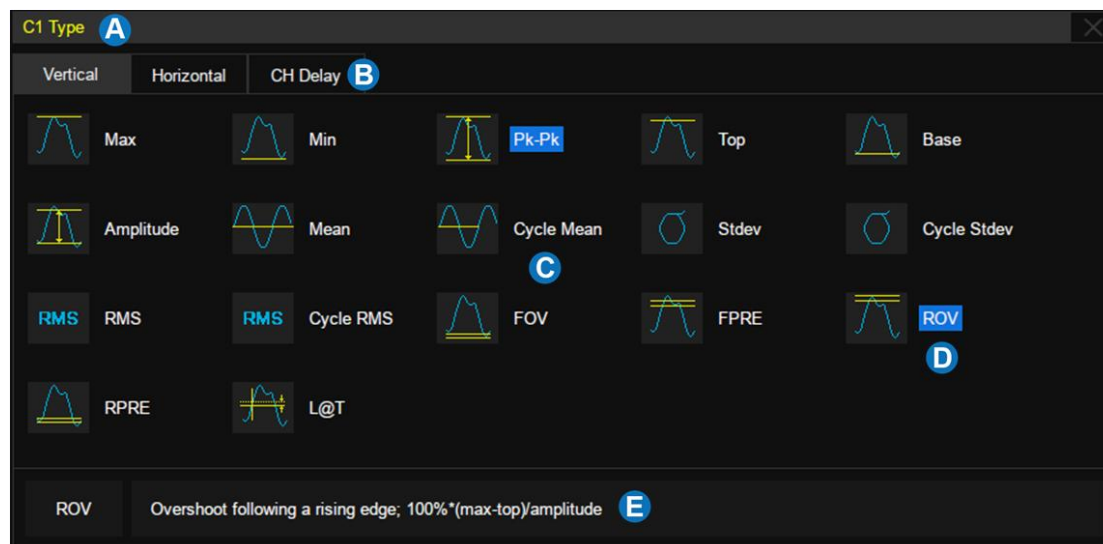 C1 Type A
Vertical Horizontal CH Delay B
Max Min Pk-Pk Top Base
Amplitude Mean Cycle Mean Stdev Cycle Stdev
C
RMS RMS RMS Cycle RMS FOV FPRE ROV
D
RPRE L@T
ROV Overshoot following a rising edge; 100%*(max-top)/amplitude E